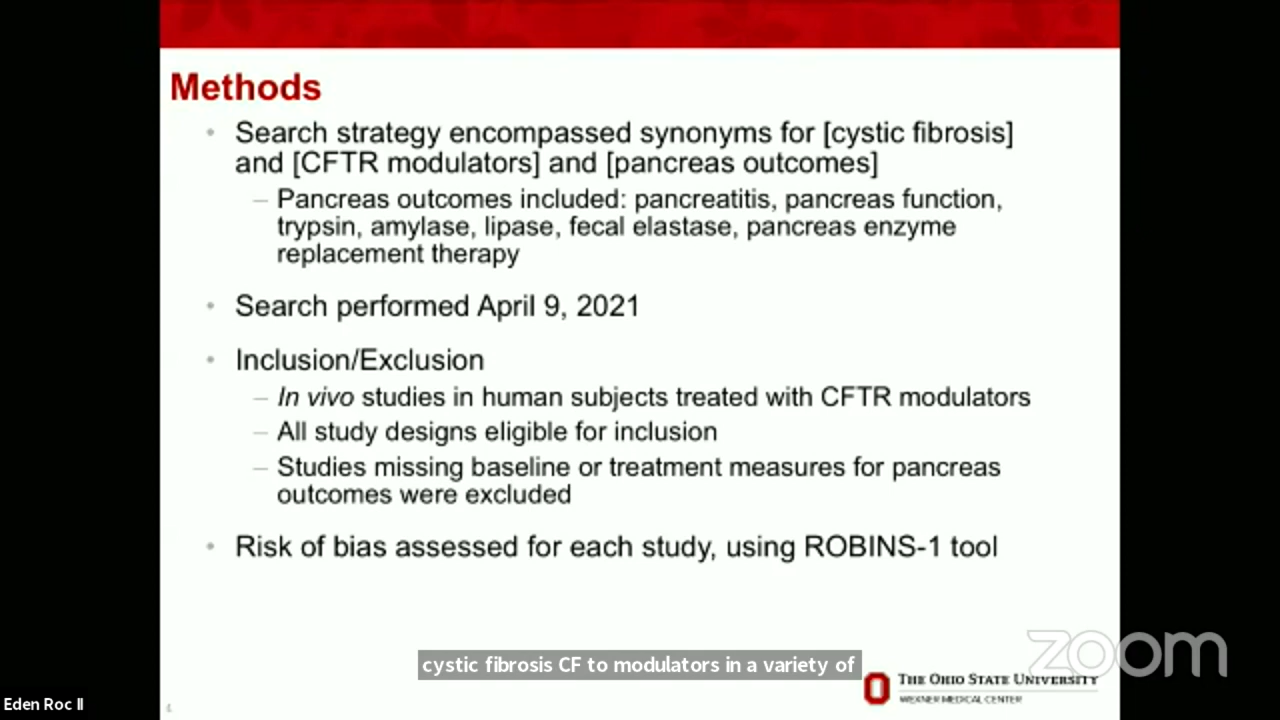 Methods
• Search strategy encompassed synonyms for [cystic fibrosis]
and [CFTR modulators] and [pancreas outcomes]
– Pancreas outcomes included: pancreatitis, pancreas function,
trypsin, amylase, lipase, fecal elastase, pancreas enzyme
replacement therapy
• Search performed April 9, 2021
• Inclusion/Exclusion
– In vivo studies in human subjects treated with CFTR modulators
– All study designs eligible for inclusion
– Studies missing baseline or treatment measures for pancreas
outcomes were excluded
• Risk of bias assessed for each study, using ROBINS-1 tool
cystic fibrosis CF to modulators in a variety of
zoom
THE OHIO STATE UNIVERSITY
WEXNER MEDICAL CENTER
Eden Roc II
4